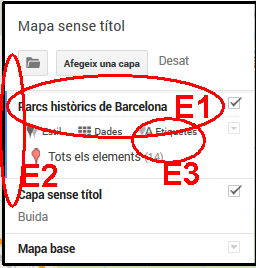 Mapa sense títol
Afegeix una capa Desat
Parcs històrics de Barcelona E1
Estil Dades Etiquetes
Tots els elements (14)
E2 E3
Capa sense títol
Buida
Mapa base